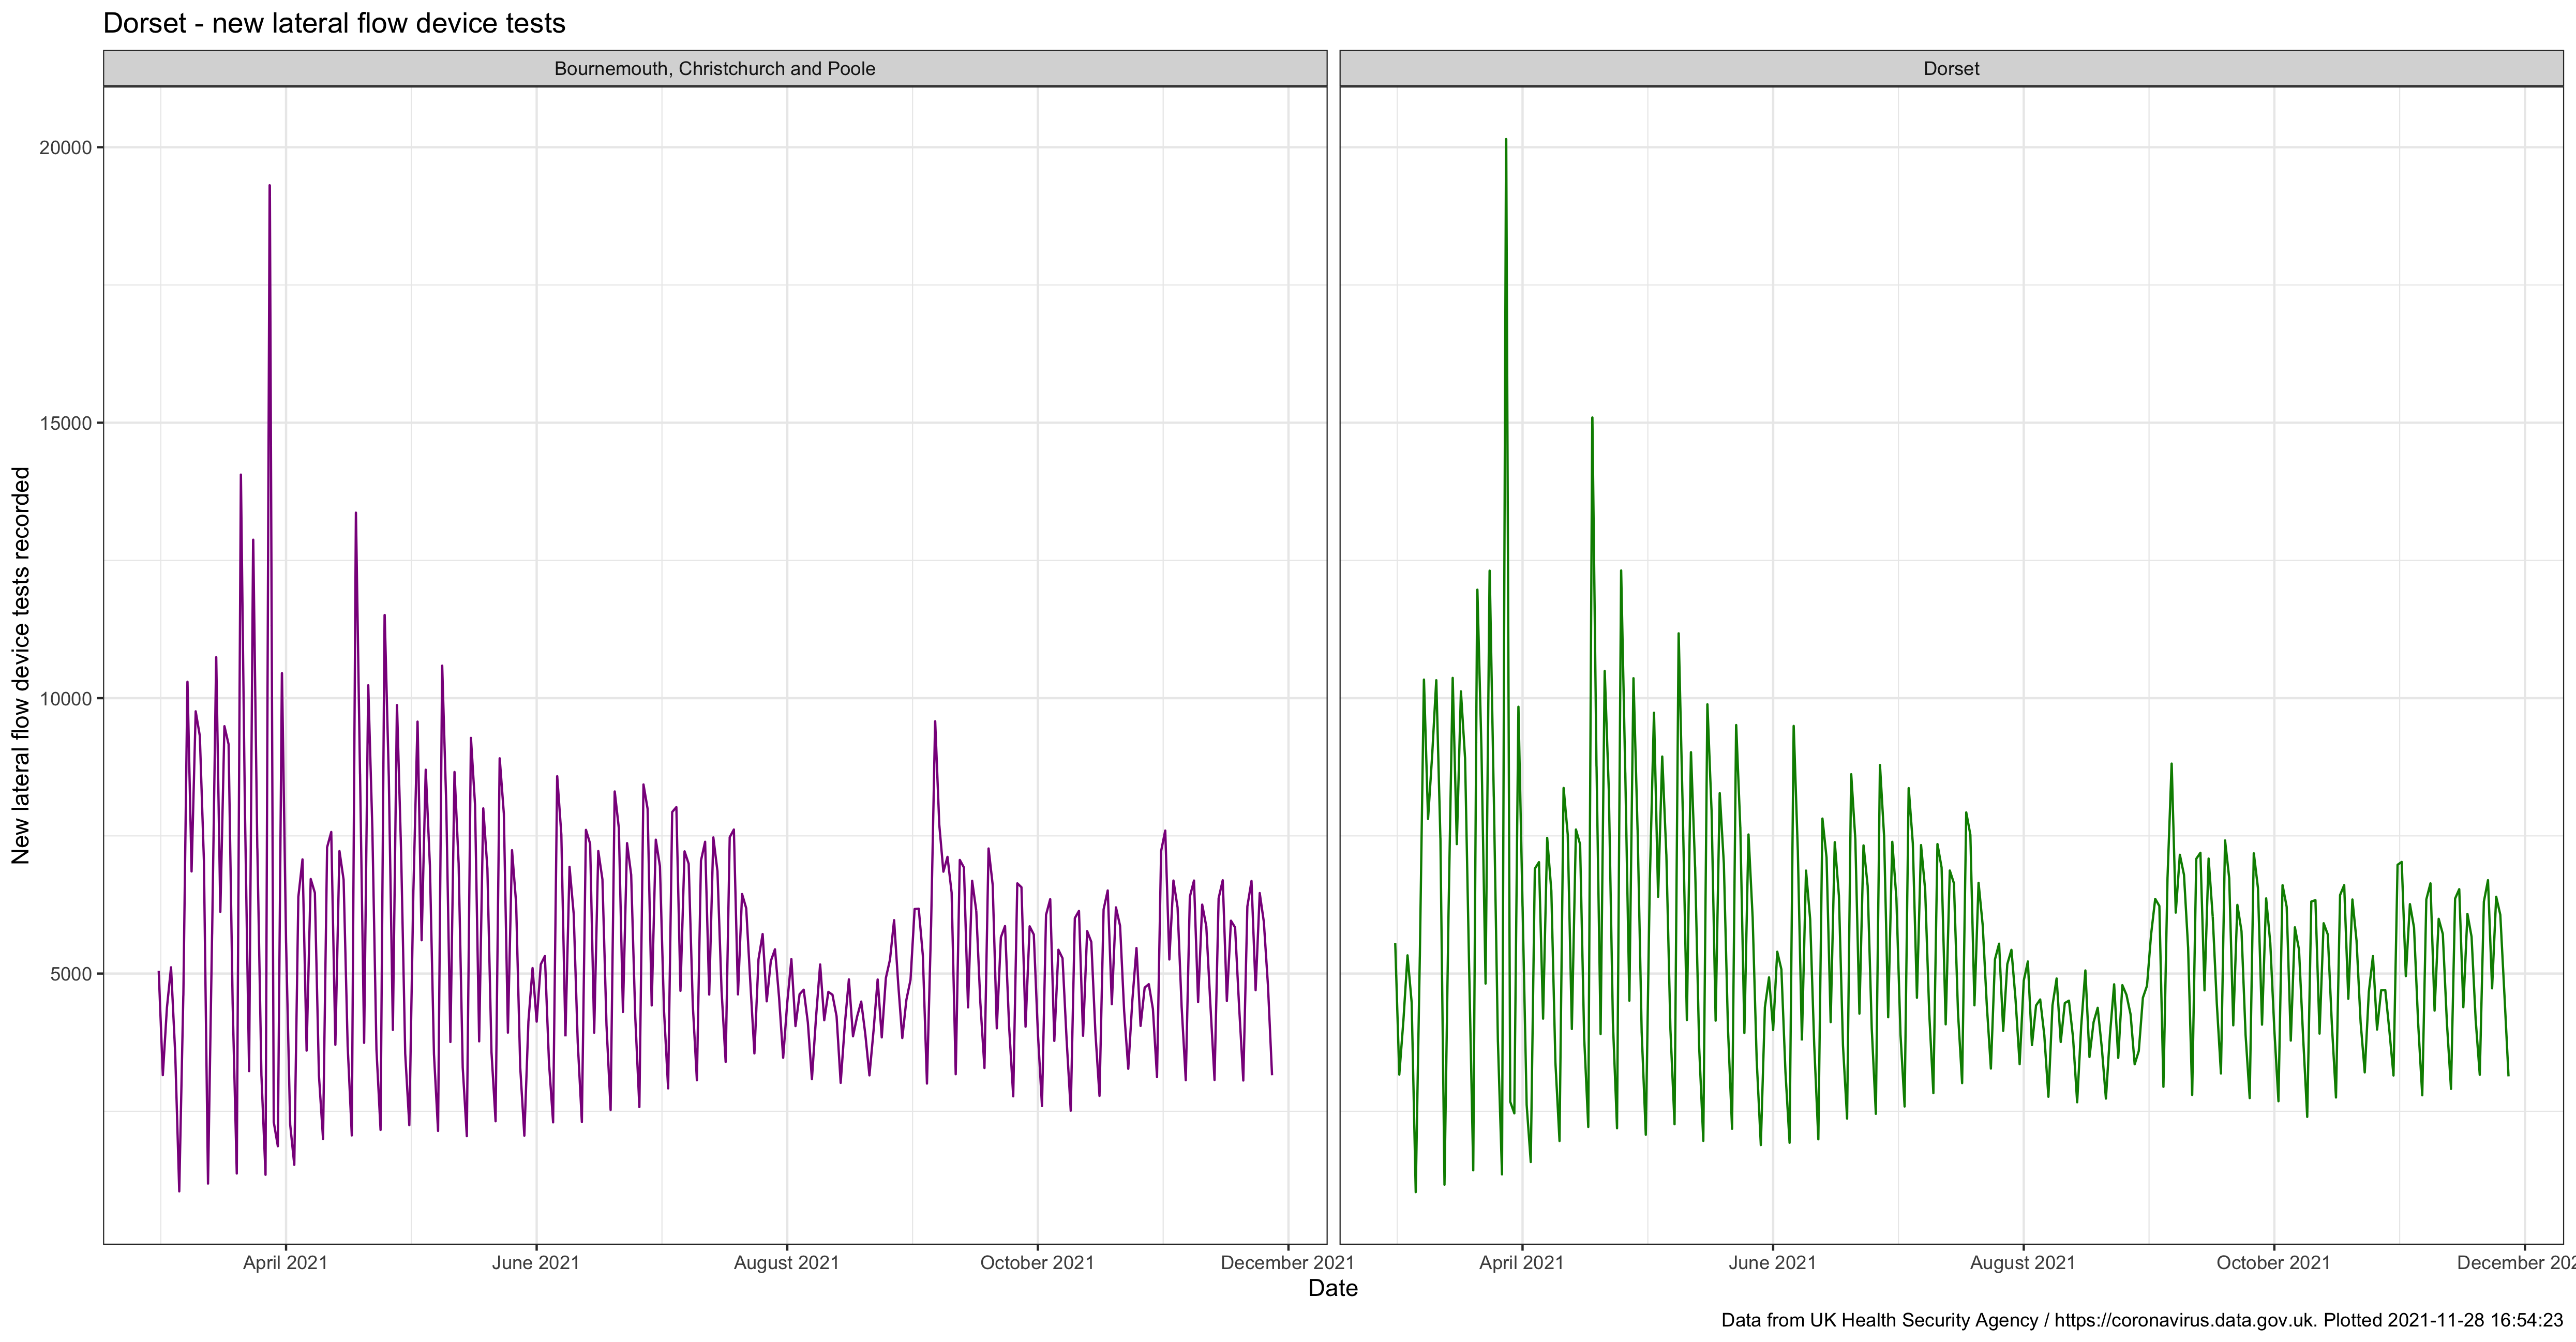 Dorset - new lateral flow device tests
Bournemouth, Christchurch and Poole
Dorset
New lateral flow device tests recorded
20000
15000
10000
5000
April 2021
June 2021
August 2021
October 2021
December 2021
April 2021
June 2021
August 2021
October 2021
December 202
Date
Data from UK Health Security Agency / https://coronavirus.data.gov.uk. Plotted 2021-11-28 16:54:23